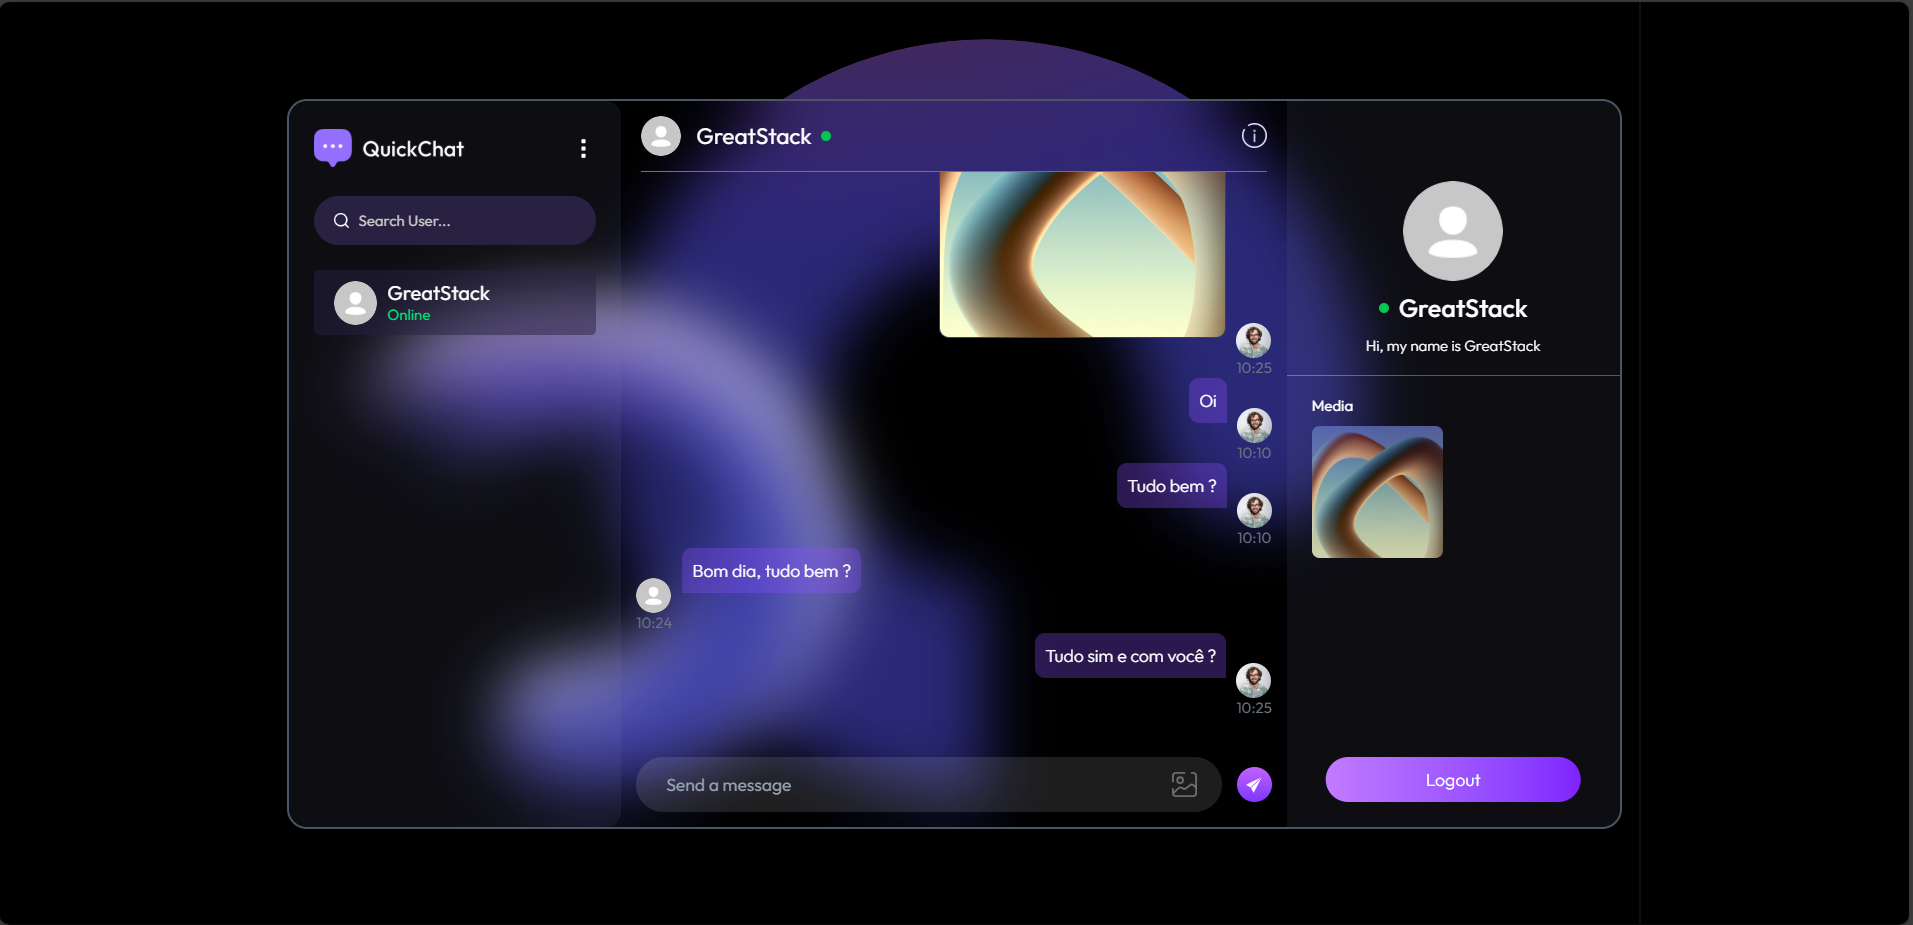 QuickChat
Search User...
GreatStack
Online
GreatStack
10:25
Oi
10:10
Tudo bem ?
10:10
Bom dia, tudo bem ?
10:24
Tudo sim e com você ?
10:25
Send a message
GreatStack
Hi, my name is GreatStack
Media
Logout